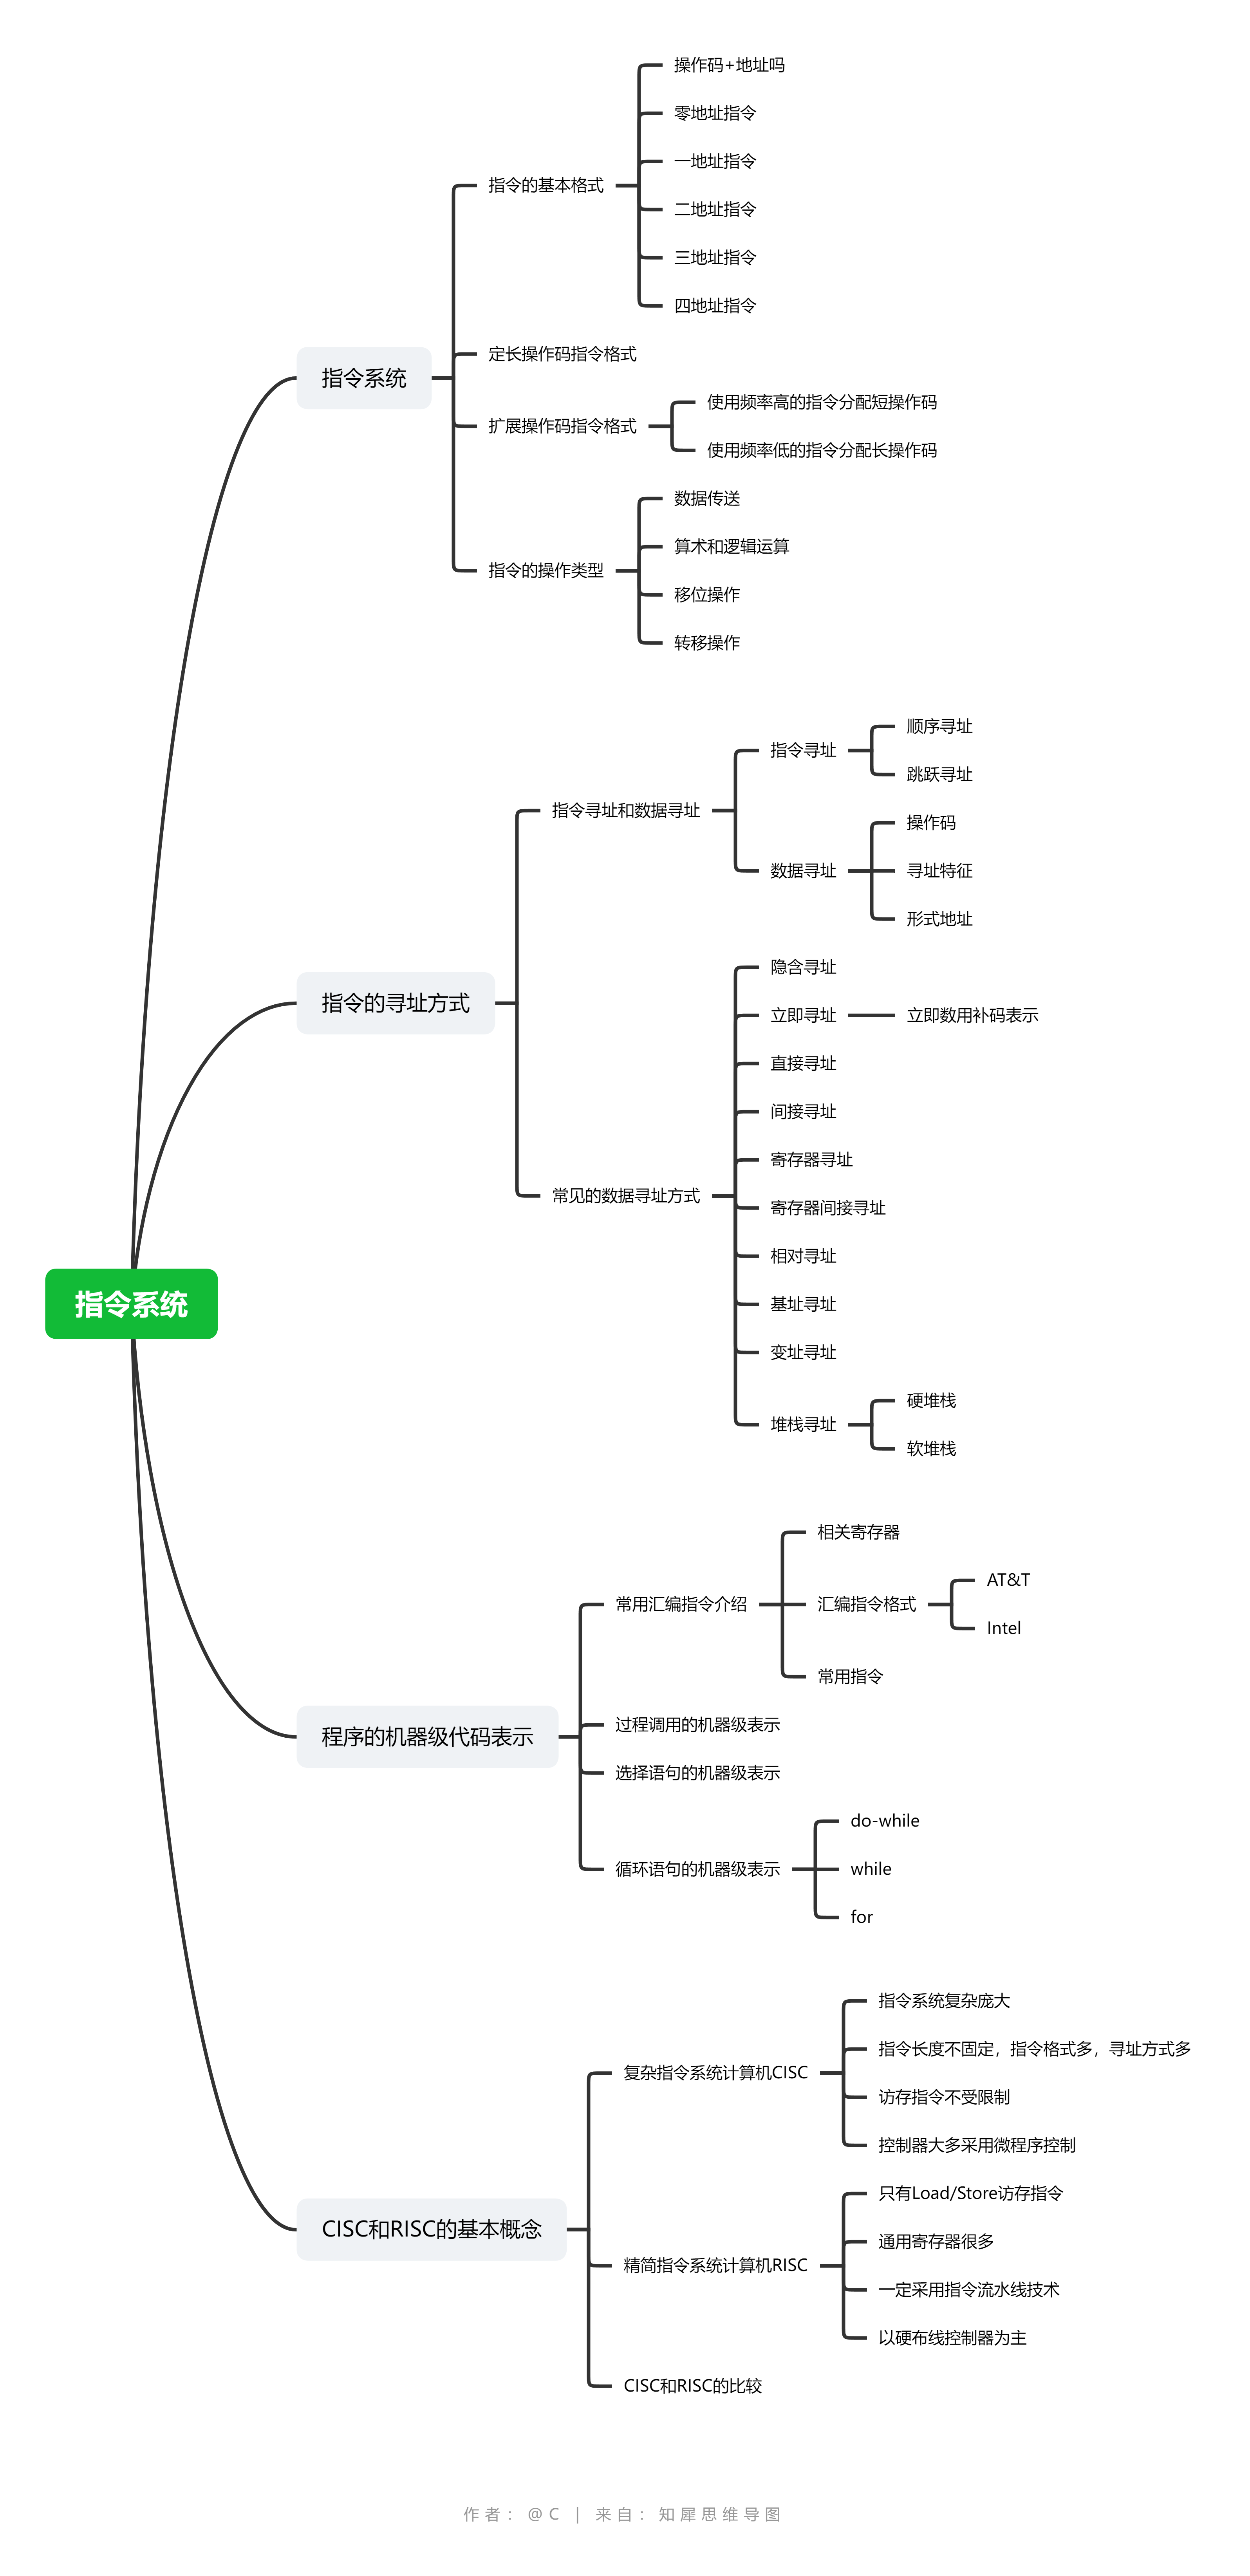 指令系统
指令系统
指令的基本格式
操作码+地址吗
零地址指令
一地址指令
二地址指令
三地址指令
四地址指令
定长操作码指令格式
扩展操作码指令格式
使用频率高的指令分配短操作码
使用频率低的指令分配长操作码
指令的操作类型
数据传送
算术和逻辑运算
移位操作
转移操作
指令的寻址方式
指令寻址和数据寻址
指令寻址
顺序寻址
跳跃寻址
数据寻址
操作码
寻址特征
形式地址
常见的数据寻址方式
隐含寻址
立即寻址
立即数用补码表示
直接寻址
间接寻址
寄存器寻址
寄存器间接寻址
相对寻址
基址寻址
变址寻址
堆栈寻址
硬堆栈
软堆栈
程序的机器级代码表示
常用汇编指令介绍
相关寄存器
汇编指令格式
AT&T
Intel
常用指令
过程调用的机器级表示
选择语句的机器级表示
循环语句的机器级表示
do-while
while
for
CISC和RISC的基本概念
复杂指令系统计算机CISC
指令系统复杂庞大
指令长度不固定，指令格式多，寻址方式多
访存指令不受限制
控制器大多采用微程序控制
精简指令系统计算机RISC
只有Load/Store访存指令
通用寄存器很多
一定采用指令流水线技术
以硬布线控制器为主
CISC和RISC的比较
作者：@C | 来自：知犀思维导图